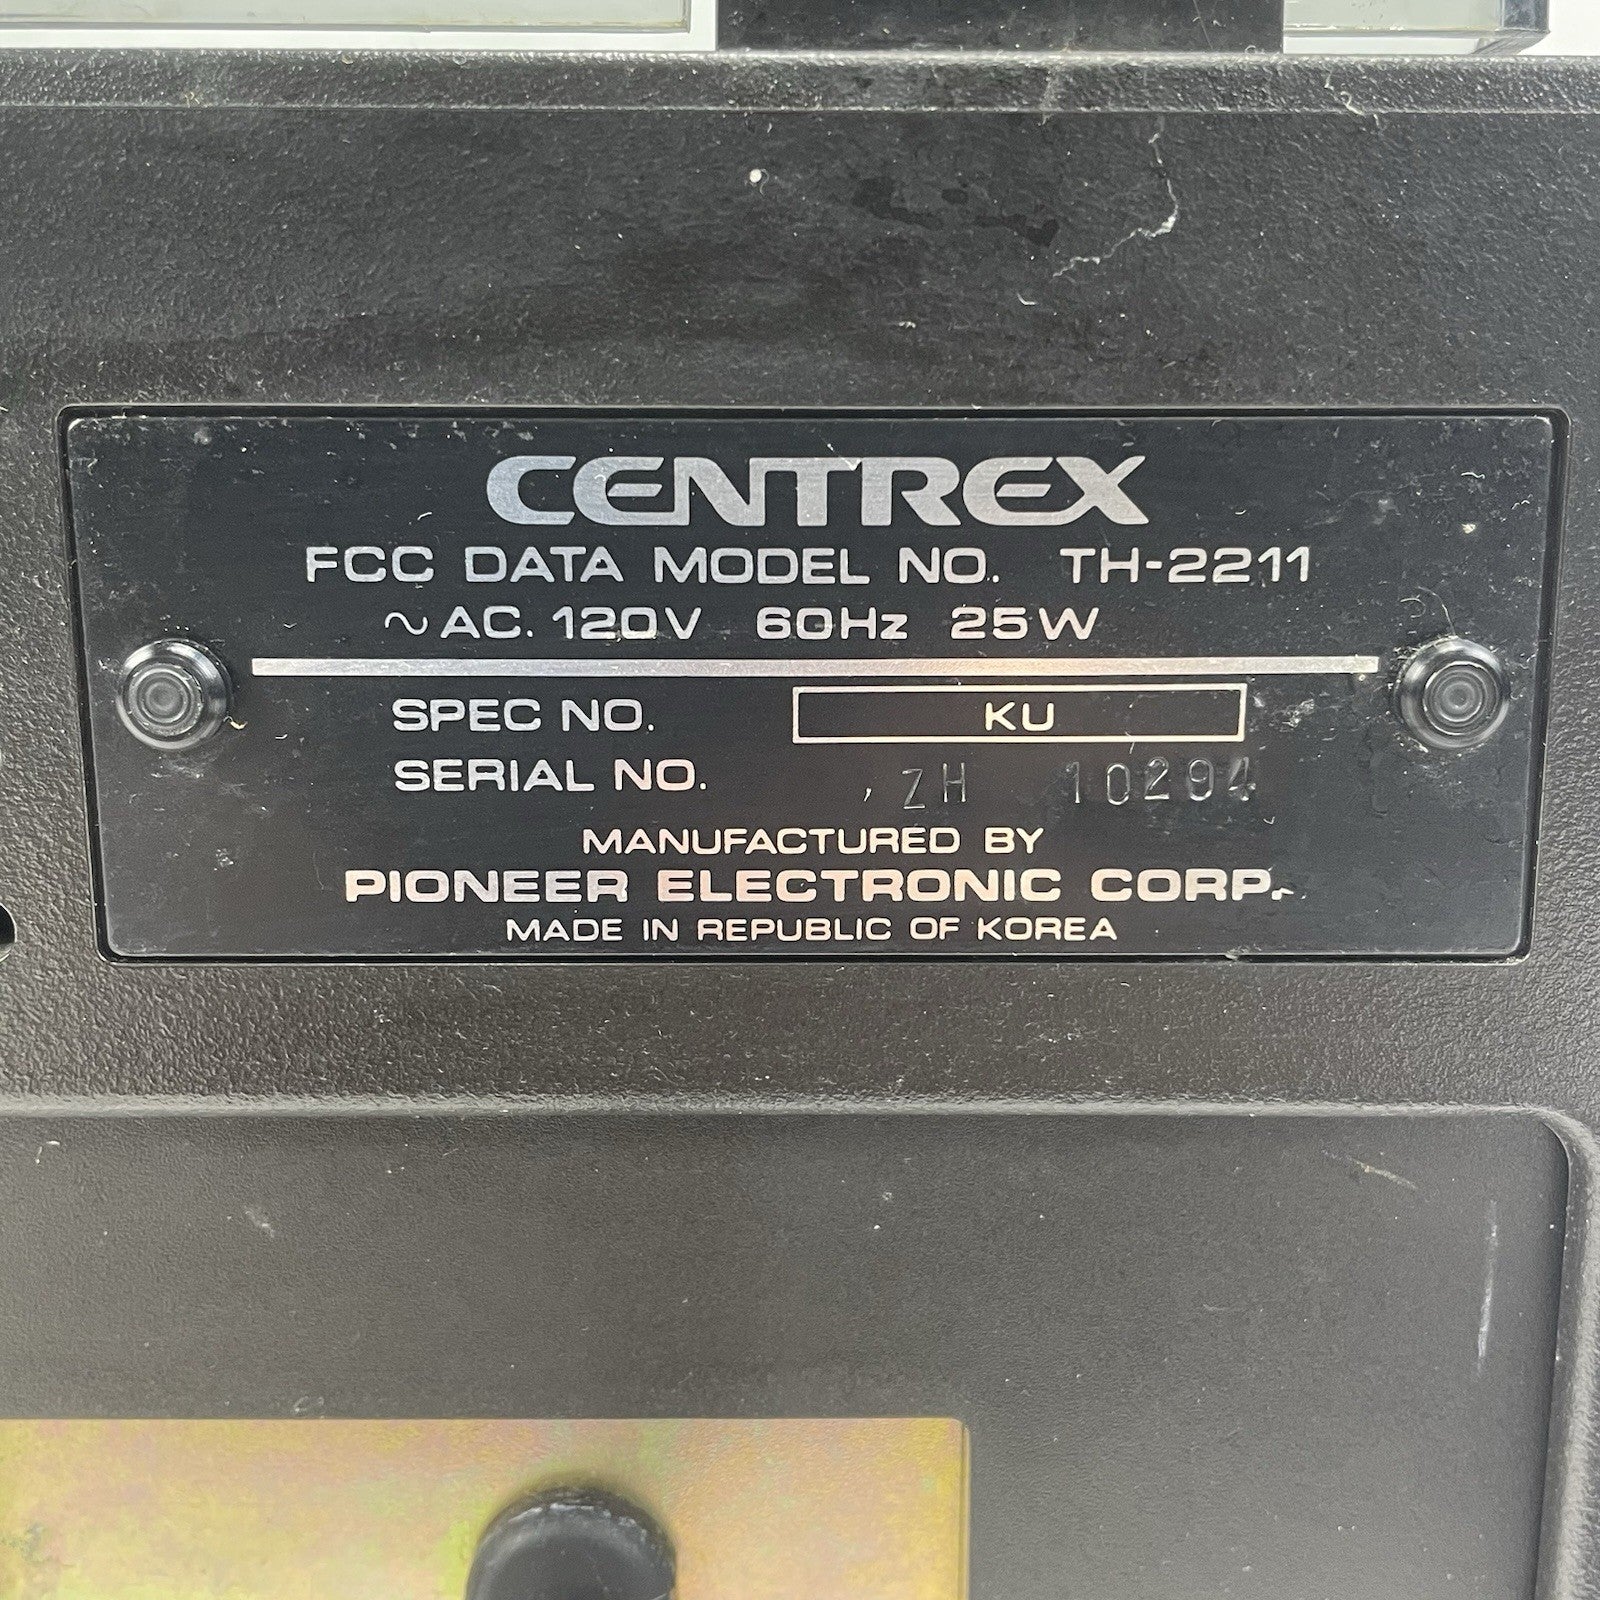 CENTREX
FCC DATA MODEL NO. TH-2211
~ AC. 120V 60Hz 25W
SPEC NO. KU
SERIAL NO. ZH 10294
MANUFACTURED BY
PIONEER ELECTRONIC CORP.
MADE IN REPUBLIC OF KOREA